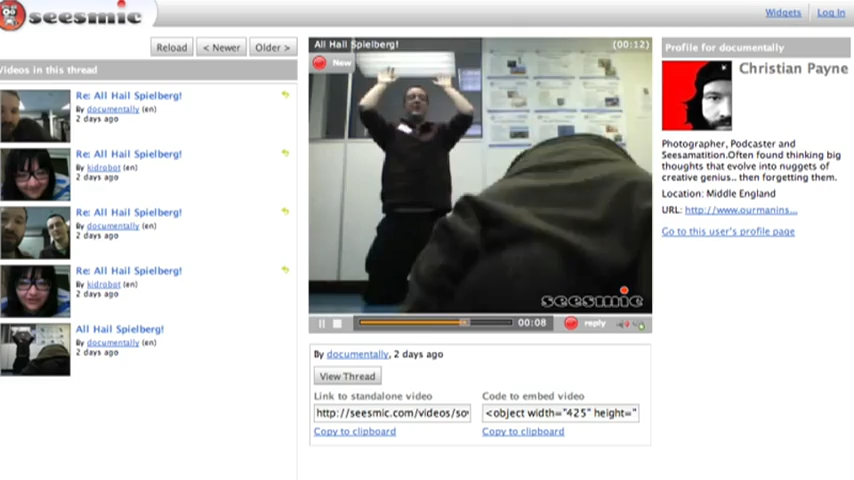 seesmic
Widgets
Log In
Reload
< Newer
Older >
Videos in this thread
Re: All Hail Spielberg!
By documentally (en)
2 days ago
Re: All Hail Spielberg!
By kidrobot (en)
2 days ago
Re: All Hail Spielberg!
By documentally (en)
2 days ago
Re: All Hail Spielberg!
By kidrobot (en)
2 days ago
All Hail Spielberg!
By documentally (en)
2 days ago
All Hail Spielberg!
(00:12)
New
seesmic
00:08
reply
By documentally, 2 days ago
View Thread
Link to standalone video
http://seesmic.com/videos/so
Copy to clipboard
Code to embed video
<object width="425" height="
Copy to clipboard
Profile for documentally
Christian Payne
Photographer, Podcaster and
Seesamatition.Often found thinking big
thoughts that evolve into nuggets of
creative genius.. then forgetting them.
Location: Middle England
URL: http://www.ourmanins...
Go to this user's profile page